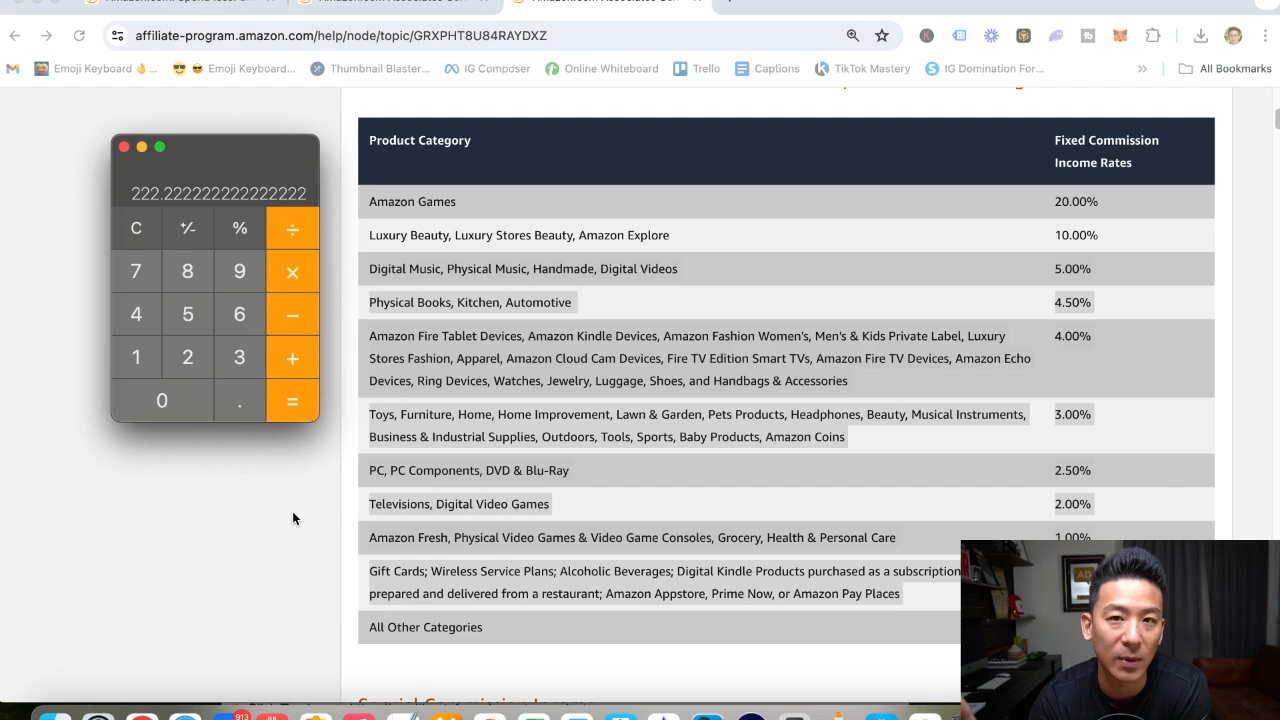 affiliate-program.amazon.com/help/node/topic/GRXPHT8U84RAYDXZ
Emoji Keyboard 👌 ...
😎 Emoji Keyboard...
Thumbnail Blaster...
IG Composer
Online Whiteboard
Trello
Captions
TikTok Mastery
IG Domination For...
All Bookmarks
Product Category
Fixed Commission
Income Rates
222.222222222222222
C +/- % ÷
7 8 9 ×
4 5 6 −
1 2 3 +
0 . =
Amazon Games 20.00%
Luxury Beauty, Luxury Stores Beauty, Amazon Explore 10.00%
Digital Music, Physical Music, Handmade, Digital Videos 5.00%
Physical Books, Kitchen, Automotive 4.50%
Amazon Fire Tablet Devices, Amazon Kindle Devices, Amazon Fashion Women's, Men's & Kids Private Label, Luxury 4.00%
Stores Fashion, Apparel, Amazon Cloud Cam Devices, Fire TV Edition Smart TVs, Amazon Fire TV Devices, Amazon Echo
Devices, Ring Devices, Watches, Jewelry, Luggage, Shoes, and Handbags & Accessories
Toys, Furniture, Home, Home Improvement, Lawn & Garden, Pets Products, Headphones, Beauty, Musical Instruments, 3.00%
Business & Industrial Supplies, Outdoors, Tools, Sports, Baby Products, Amazon Coins
PC, PC Components, DVD & Blu-Ray 2.50%
Televisions, Digital Video Games 2.00%
Amazon Fresh, Physical Video Games & Video Game Consoles, Grocery, Health & Personal Care 1.00%
Gift Cards; Wireless Service Plans; Alcoholic Beverages; Digital Kindle Products purchased as a subscription
prepared and delivered from a restaurant; Amazon Appstore, Prime Now, or Amazon Pay Places
All Other Categories
913